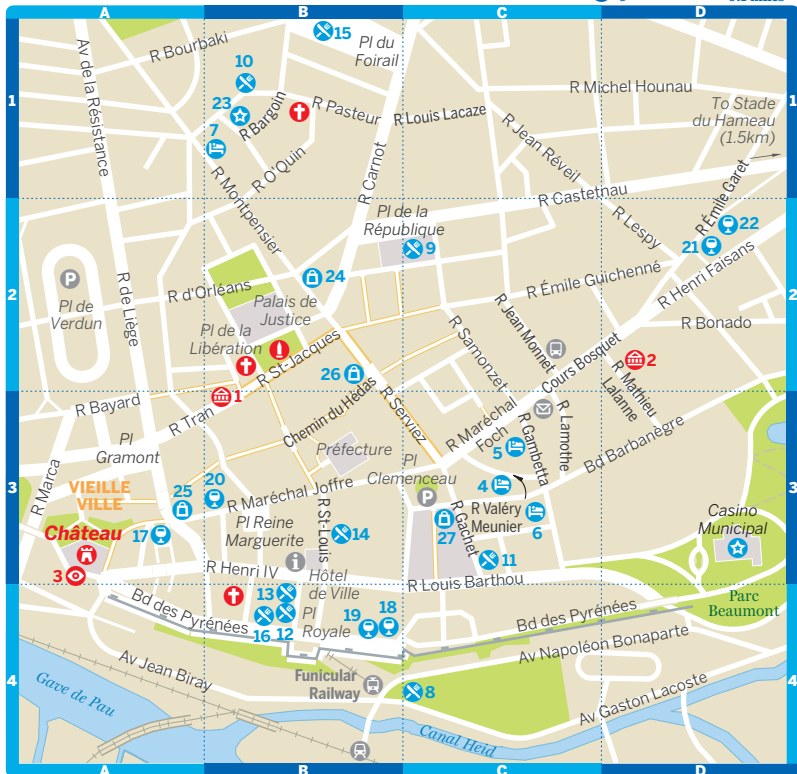 A
B
C
D
R Bourbaki
15
Pl du
Foirail
10
Av de la Résistance
R Michel Hounau
1
1
23
R Bargoin
R Pasteur
R Louis Lacaze
To Stade
du Hameau
(1.5km)
7
R Jean Réveil
R O'Quin
R Carnot
R Montpensier
R Castetnau
Pl de la
République
R Lespy
R Émile Garet
22
9
21
P
R de Liège
24
R Émile Guichenné
R Henri Faisans
2
2
R d'Orléans
Pl de
Verdun
Palais de
Justice
R Jean Monnet
R Bonado
Pl de la
Libération
R St-Jacques
R Samonzet
Cours Bosquet
2
26
R Mathieu
Lalanne
1
R Bayard
R Tran
Chemin du Hédas
R Serviez
R Maréchal
Foch
R Gambetta
R Lamothe
Bd Barbanègre
Pl
Gramont
Préfecture
5
Pl
Clemenceau
R Marca
VIEILLE
VILLE
20
R Maréchal Joffre
4
3
3
25
P
R Valéry
Meunier
Casino
Municipal
Château
17
Pl Reine
Marguerite
R St-Louis
14
27
R Gachet
6
i
11
3
R Henri IV
Hôtel
de Ville
R Louis Barthou
13
Parc
Beaumont
Bd des Pyrénées
Pl
Royale
19
18
Bd des Pyrénées
16
12
Av Napoléon Bonaparte
Av Jean Biray
Funicular
Railway
8
4
4
Gave de Pau
Av Gaston Lacoste
Canal Heïd
A
B
C
D